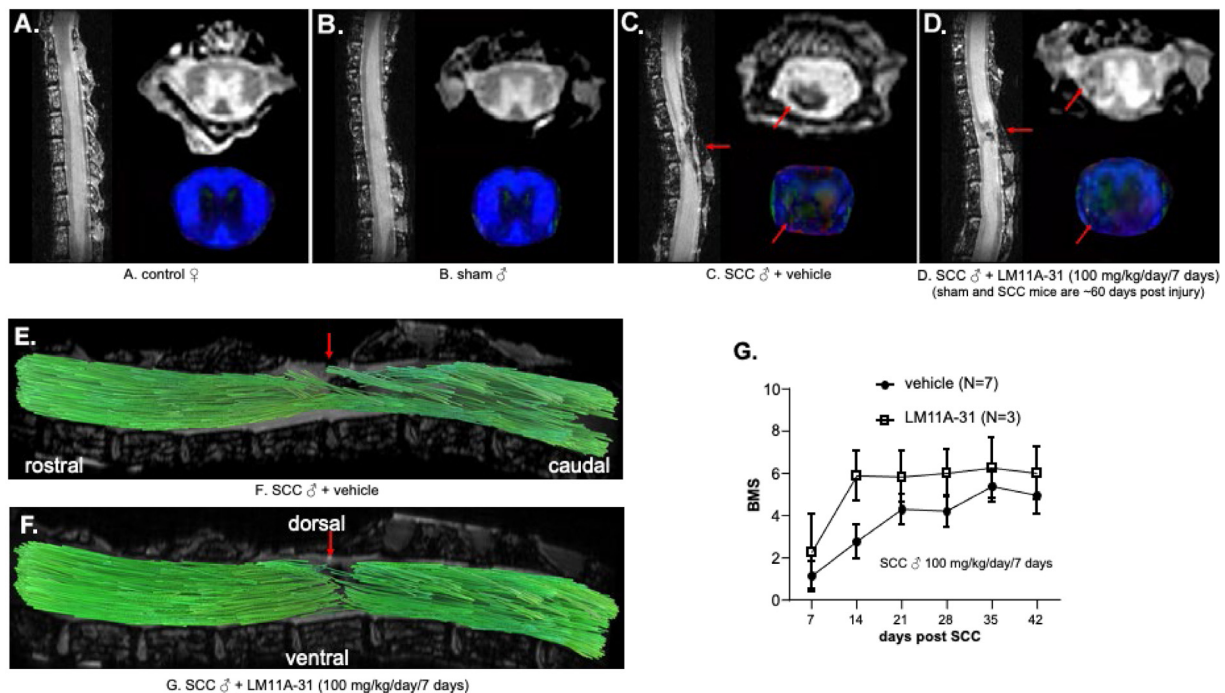 A.
B.
C.
D.
A. control ♀
B. sham ♂
C. SCC ♂ + vehicle
D. SCC ♂ + LM11A-31 (100 mg/kg/day/7 days)
(sham and SCC mice are ~60 days post injury)
E.
rostral
caudal
F. SCC ♂ + vehicle
F.
dorsal
ventral
G. SCC ♂ + LM11A-31 (100 mg/kg/day/7 days)
G.
vehicle (N=7)
LM11A-31 (N=3)
BMS
10
8
6
4
2
0
SCC ♂ 100 mg/kg/day/7 days
7 14 21 28 35 42
days post SCC